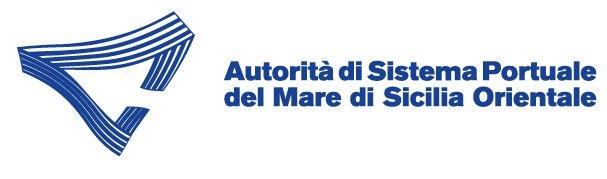 Autorità di Sistema Portuale
del Mare di Sicilia Orientale